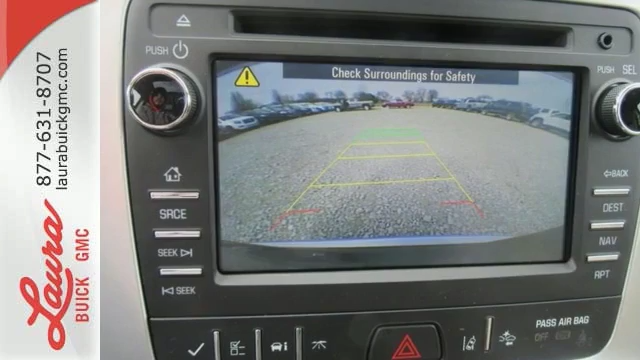 877-631-8707
laurabuickgmc.com
Laura
BUICK GMC
PUSH
Check Surroundings for Safety
PUSH SEL
SRCE
SEEK
SEEK
BACK
DEST
NAV
RPT
PASS AIR BAG
OFF